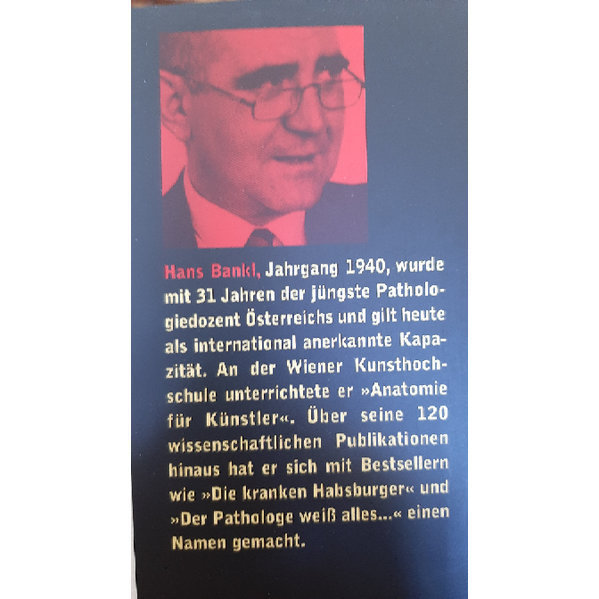 Hans Bankl, Jahrgang 1940, wurde
mit 31 Jahren der jüngste Patholo-
giedozent Österreichs und gilt heute
als international anerkannte Kapa-
zität. An der Wiener Kunsthoch-
schule unterrichtete er »Anatomie
für Künstler«. Über seine 120
wissenschaftlichen Publikationen
hinaus hat er sich mit Bestsellern
wie »Die kranken Habsburger« und
»Der Pathologe weiß alles...« einen
Namen gemacht.